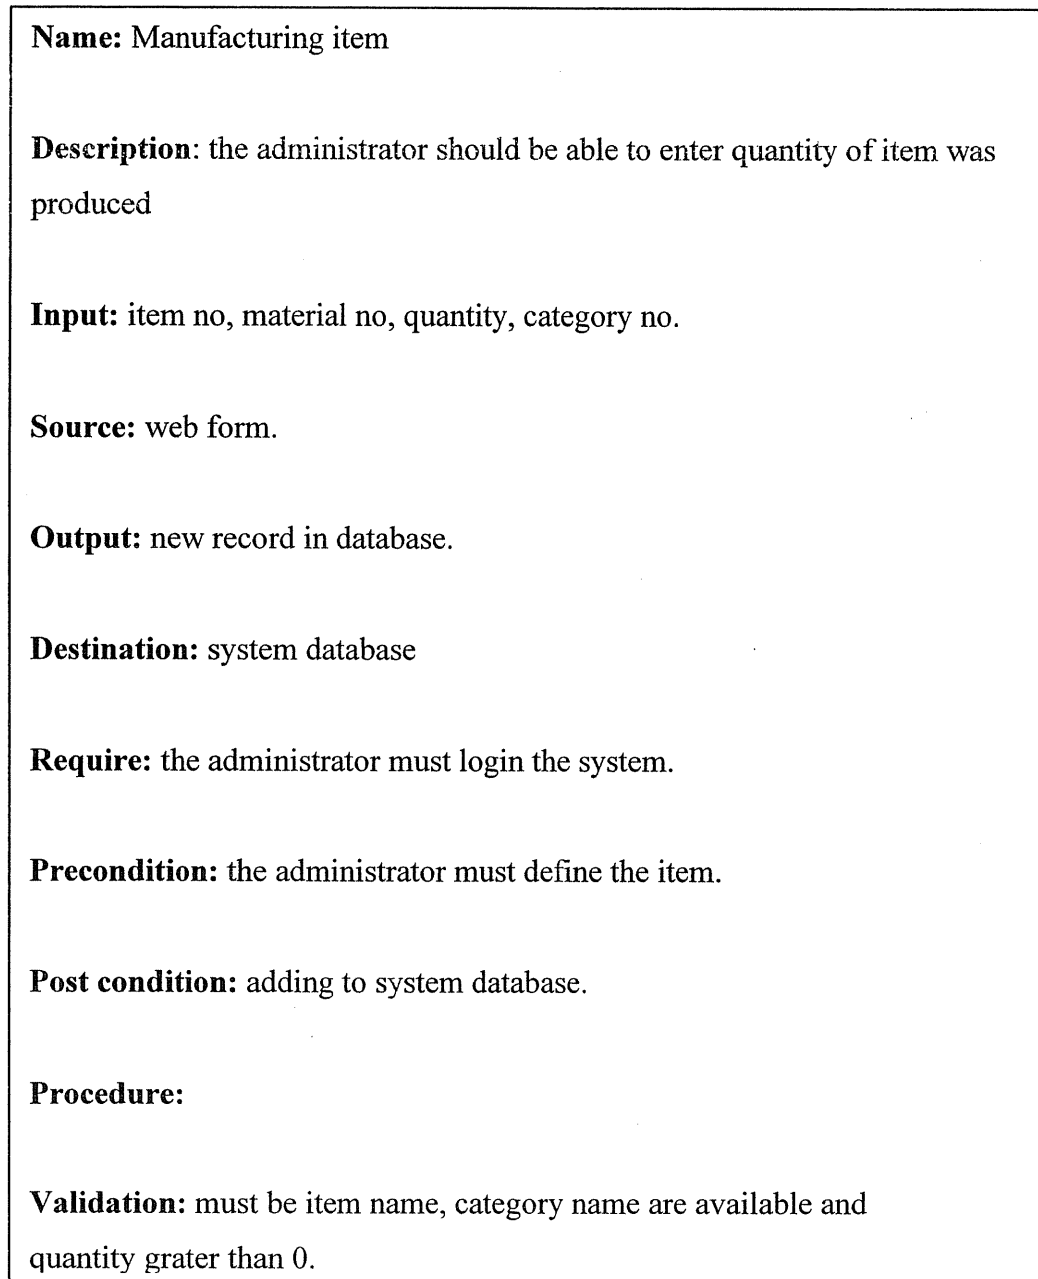 Name: Manufacturing item
Description: the administrator should be able to enter quantity of item was
produced
Input: item no, material no, quantity, category no.
Source: web form.
Output: new record in database.
Destination: system database
Require: the administrator must login the system.
Precondition: the administrator must define the item.
Post condition: adding to system database.
Procedure:
Validation: must be item name, category name are available and
quantity grater than 0.